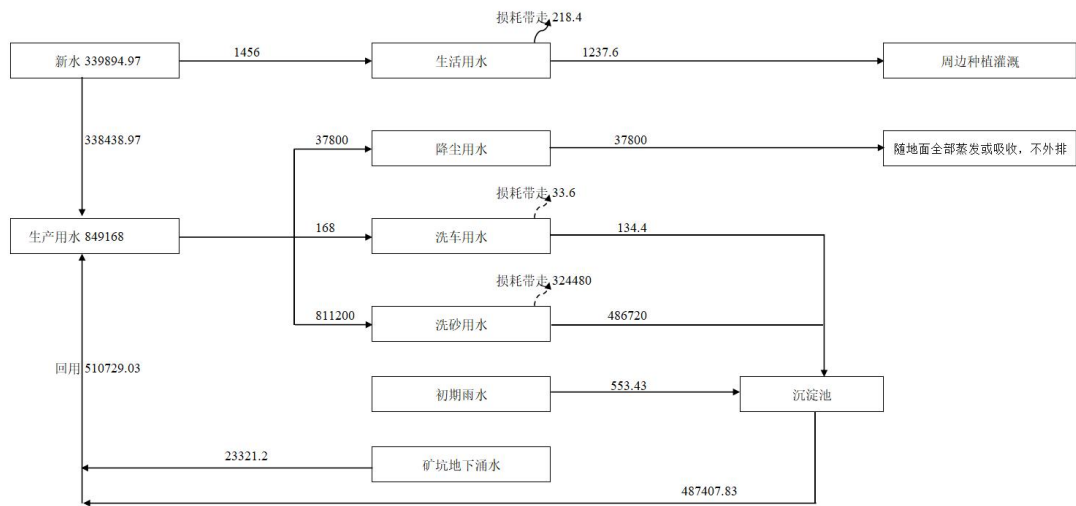 损耗带走 218.4
新水 339894.97
1456
生活用水
1237.6
周边种植灌溉
338438.97
37800
降尘用水
37800
随地面全部蒸发或吸收，不外排
损耗带走 33.6
生产用水 849168
168
洗车用水
134.4
损耗带走 324480
811200
洗砂用水
486720
回用 510729.03
初期雨水
553.43
沉淀池
23321.2
矿坑地下涌水
487407.83